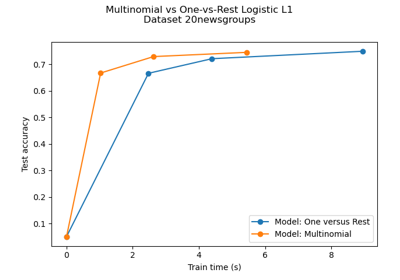 Multinomial vs One-vs-Rest Logistic L1
Dataset 20newsgroups
0.7
0.6
0.5
0.4
0.3
0.2
0.1
Test accuracy
Model: One versus Rest
Model: Multinomial
0 2 4 6 8
Train time (s)